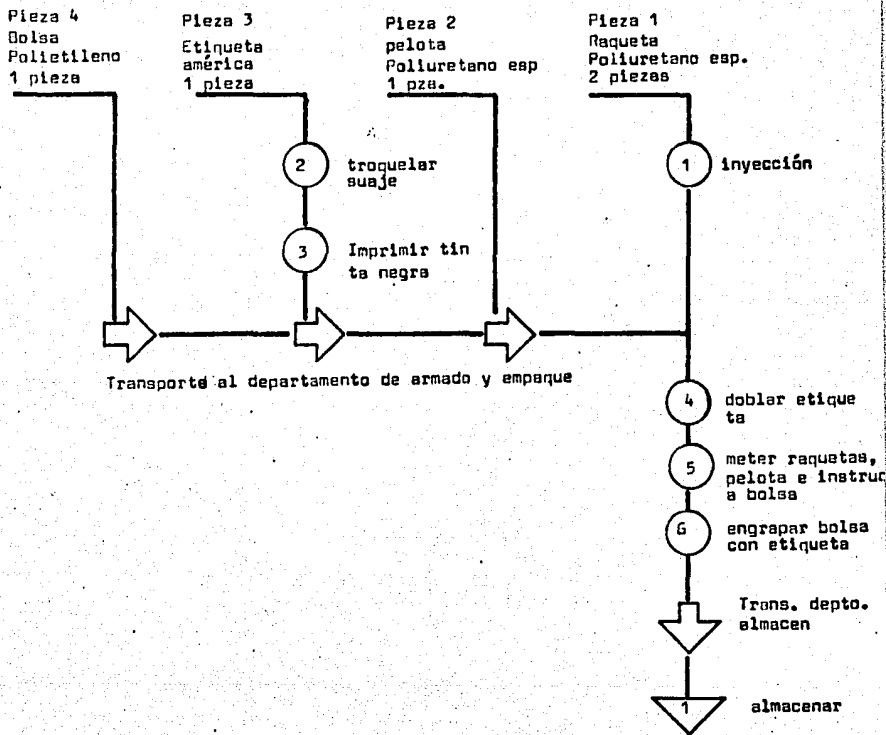 Pieza 4
Bolsa
Polietileno
1 pieza
Pieza 3
Etiqueta
américa
1 pieza
Pieza 2
pelota
Poliuretano esp
1 pza.
Pieza 1
Raqueta
Poliuretano esp.
2 piezas
2
troquelar
suaje
1
inyección
3
Imprimir tin
ta negra
Transporte al departamento de armado y empaque
4
doblar etique
ta
5
meter raquetas,
pelota e instruc
a bolsa
6
engrapar bolsa
con etiqueta
Trans. depto.
almacen
1
almacenar